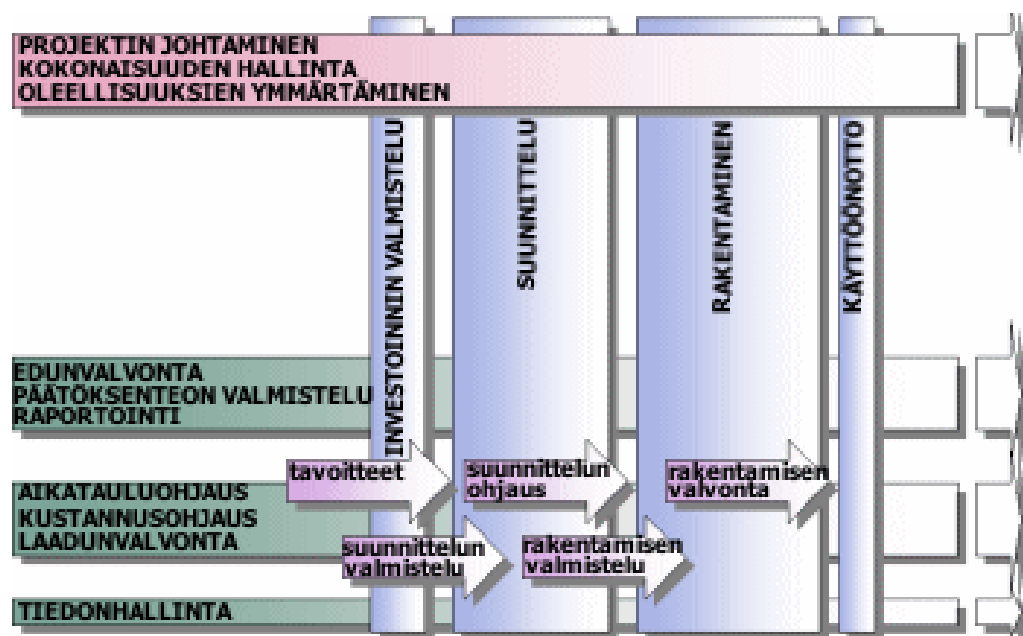 PROJEKTIN JOHTAMINEN
KOKONAISUUDEN HALLINTA
OLEELLISUUKSIEN YMMÄRTÄMINEN
INVESTOINNIN VALMISTELU
SUUNNITTELU
RAKENTAMINEN
KÄYTTÖÖNOTTO
EDUNVALVONTA
PÄÄTÖKSENTEON VALMISTELU
RAPORTOINTI
tavoitteet
suunnittelun
ohjaus
rakentamisen
valvonta
AIKATAULUOHJAUS
KUSTANNUSOHJAUS
LAADUNVALVONTA
suunnittelun
valmistelu
rakentamisen
valmistelu
TIEDONHALLINTA